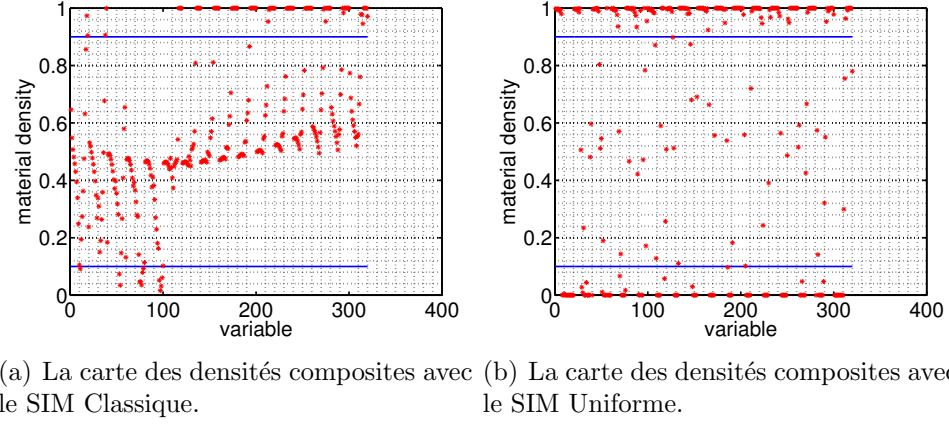 1
0.8
0.6
0.4
0.2
0
material density
0 100 200 300 400
variable
1
0.8
0.6
0.4
0.2
0
material density
0 100 200 300 400
variable
(a) La carte des densités composites avec
le SIM Classique.
(b) La carte des densités composites avec
le SIM Uniforme.